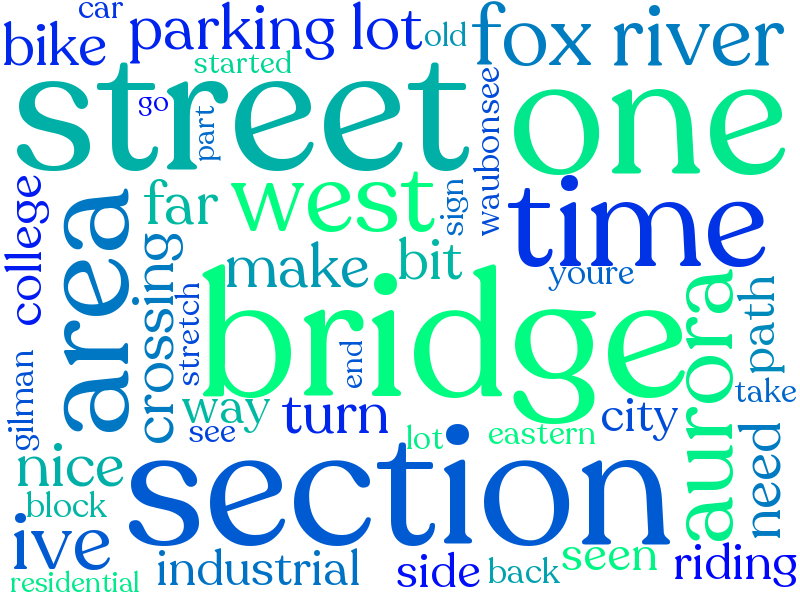 car
bike
parking lot
old
fox river
started
street
go
part
waubonsee
one
college
area
far
west
sign
time
crossing
make
bit
youre
stretch
bridge
aurora
path
gilman
end
take
way
see
turn
lot
eastern
city
need
nice
section
block
ive
industrial
side
back
seen
riding
residential